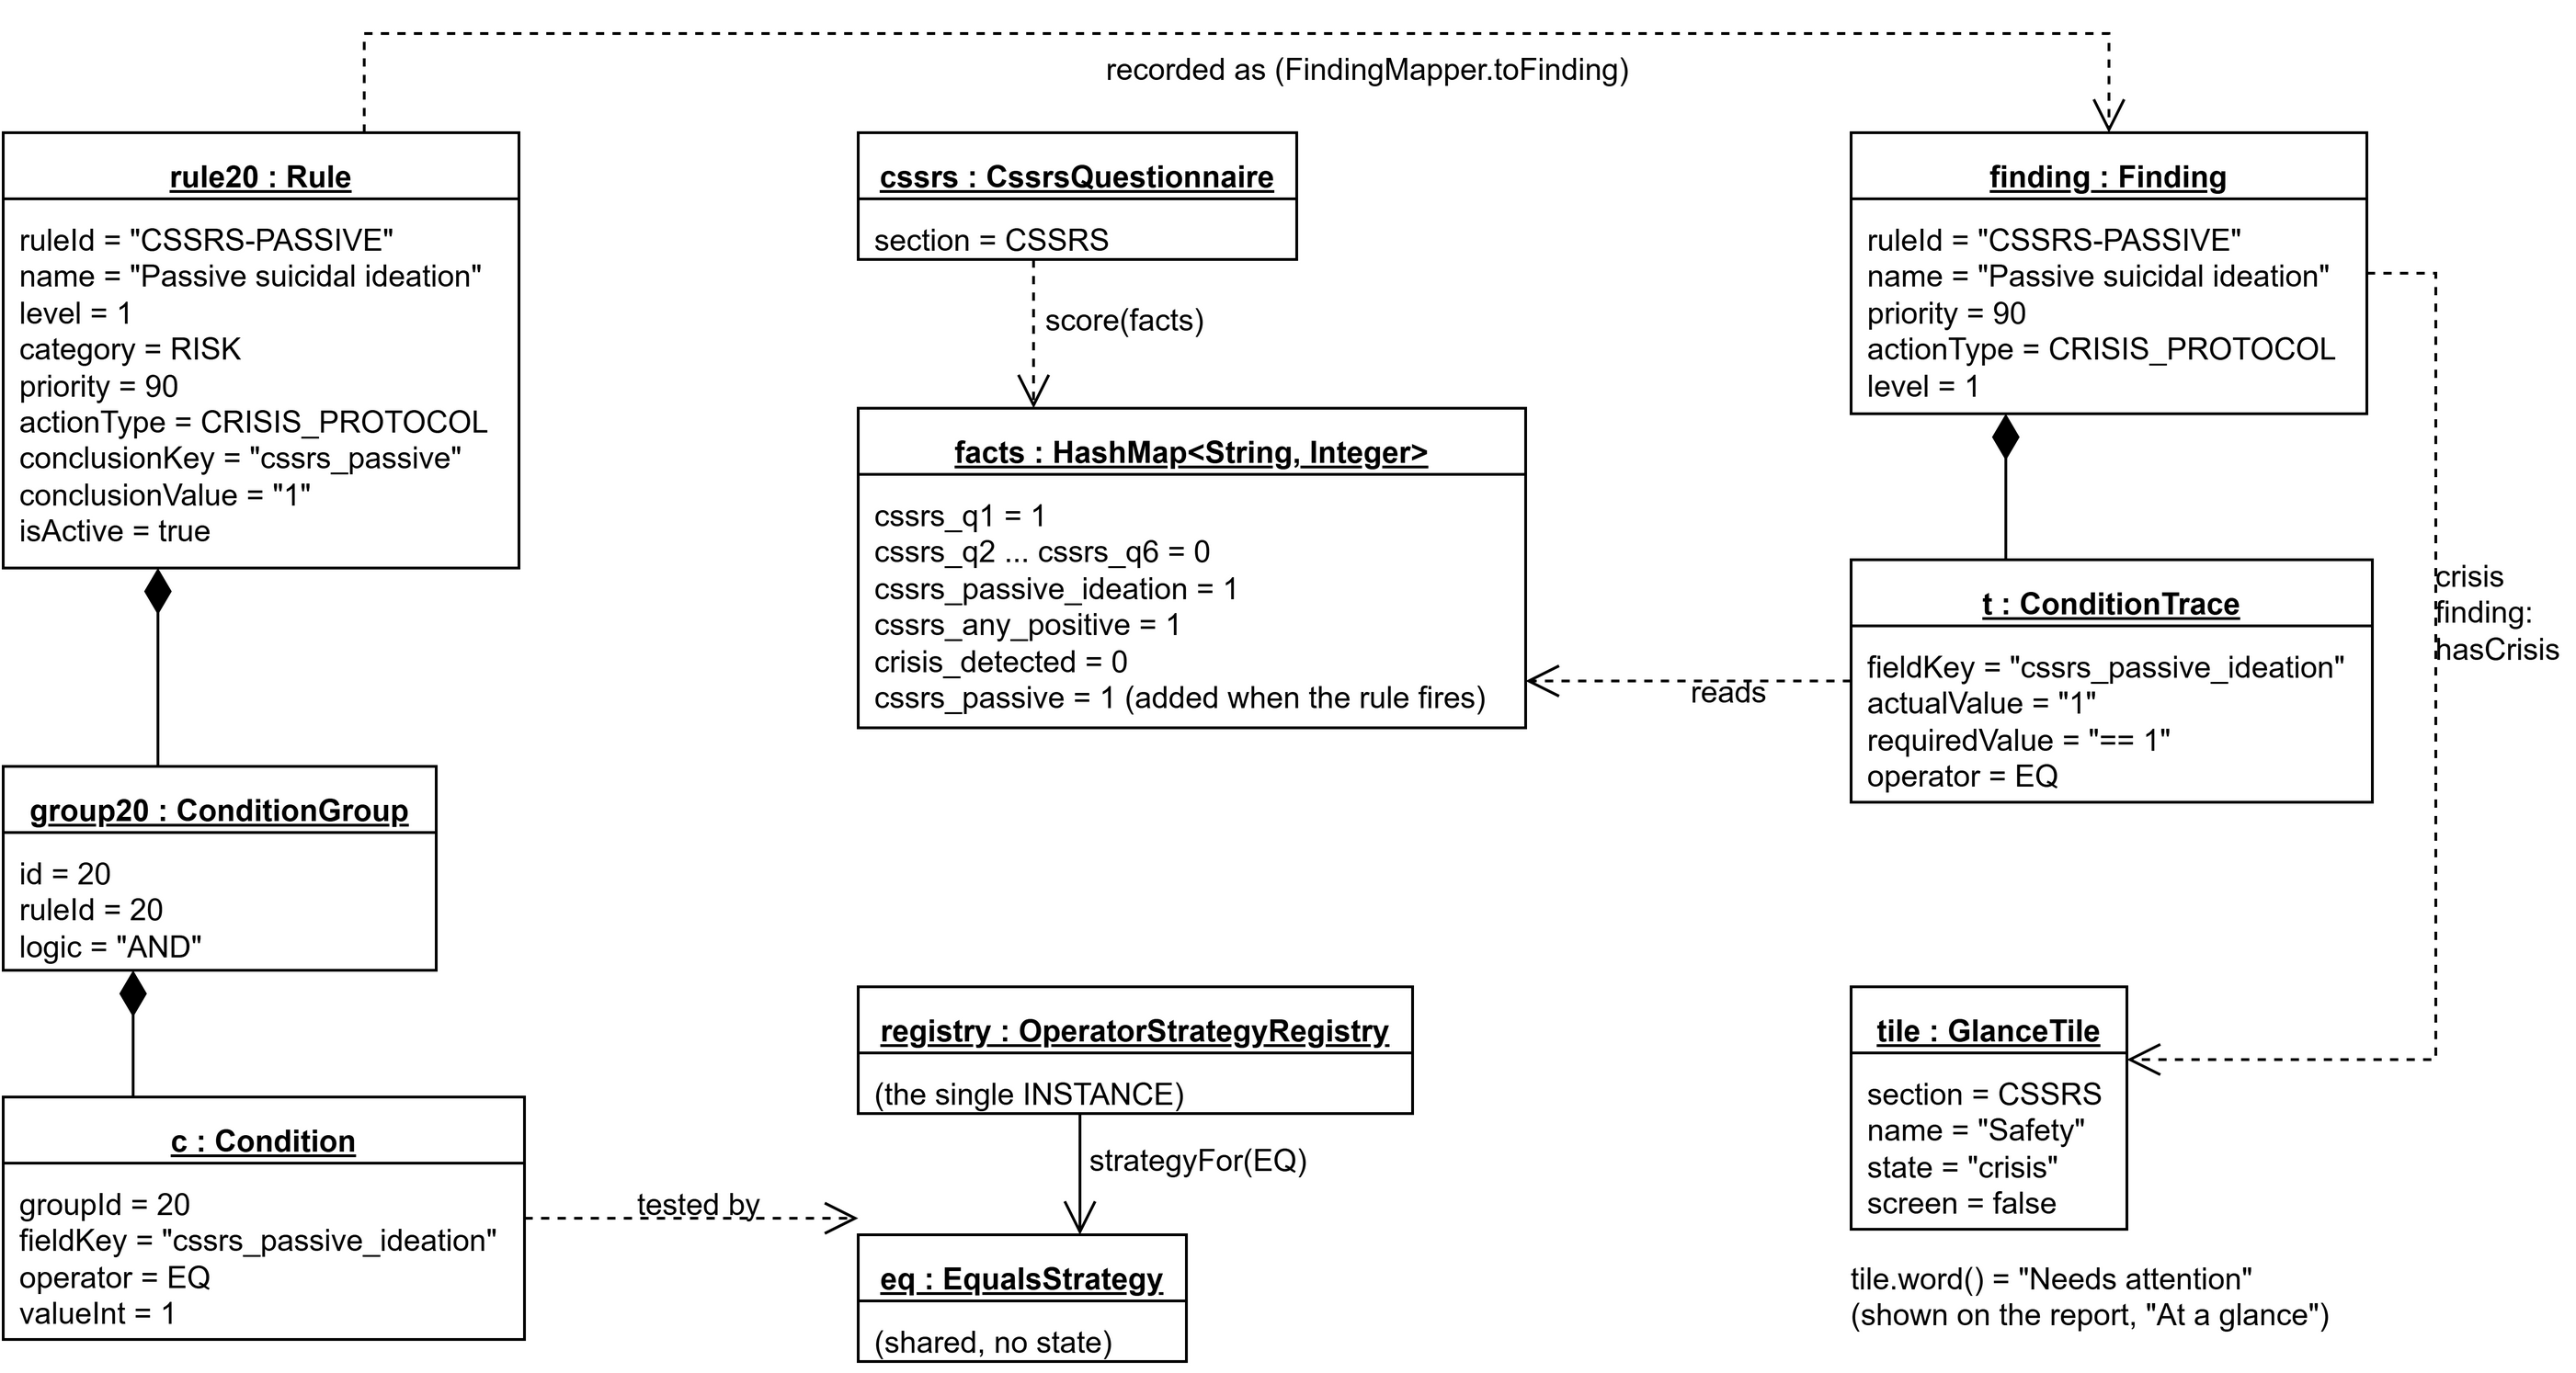 recorded as (FindingMapper.toFinding)
rule20 : Rule
ruleId = "CSSRS-PASSIVE"
name = "Passive suicidal ideation"
level = 1
category = RISK
priority = 90
actionType = CRISIS_PROTOCOL
conclusionKey = "cssrs_passive"
conclusionValue = "1"
isActive = true
group20 : ConditionGroup
id = 20
ruleId = 20
logic = "AND"
c : Condition
groupId = 20
fieldKey = "cssrs_passive_ideation"
operator = EQ
valueInt = 1
tested by
cssrs : CssrsQuestionnaire
section = CSSRS
score(facts)
facts : HashMap<String, Integer>
cssrs_q1 = 1
cssrs_q2 ... cssrs_q6 = 0
cssrs_passive_ideation = 1
cssrs_any_positive = 1
crisis_detected = 0
cssrs_passive = 1 (added when the rule fires)
reads
registry : OperatorStrategyRegistry
(the single INSTANCE)
strategyFor(EQ)
eq : EqualsStrategy
(shared, no state)
finding : Finding
ruleId = "CSSRS-PASSIVE"
name = "Passive suicidal ideation"
priority = 90
actionType = CRISIS_PROTOCOL
level = 1
t : ConditionTrace
fieldKey = "cssrs_passive_ideation"
actualValue = "1"
requiredValue = "== 1"
operator = EQ
crisis
finding:
hasCrisis
tile : GlanceTile
section = CSSRS
name = "Safety"
state = "crisis"
screen = false
tile.word() = "Needs attention"
(shown on the report, "At a glance")